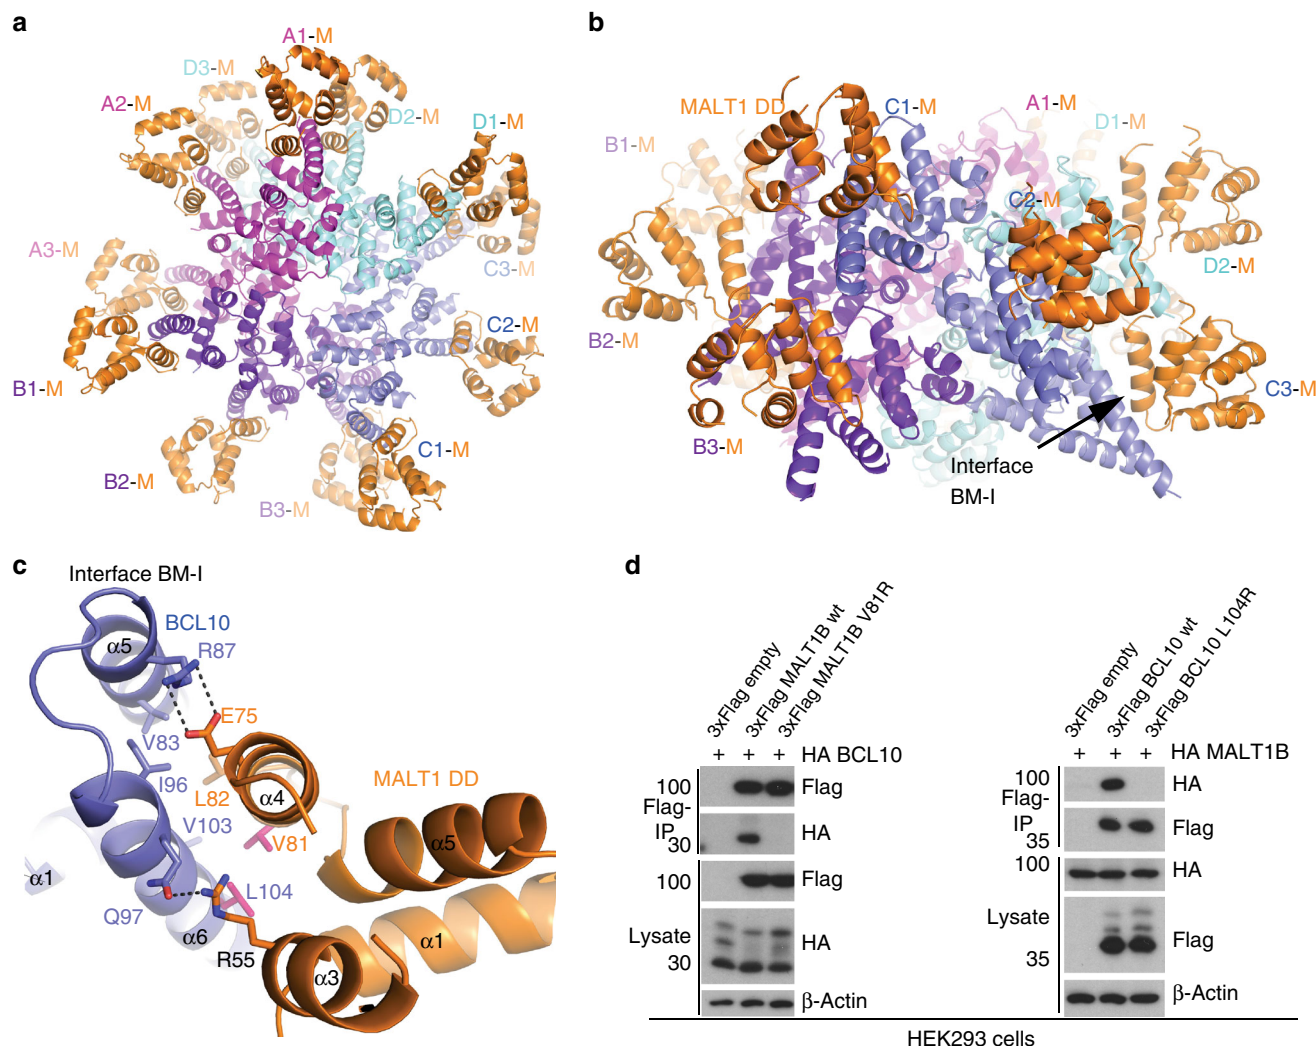 a
A1-M
D3-M
A2-M
D2-M
D1-M
A3-M
C3-M
C2-M
B1-M
C1-M
B2-M
B3-M
b
MALT1 DD
C1-M
A1-M
B1-M
D1-M
C2-M
D2-M
B2-M
C3-M
B3-M
Interface
BM-I
c
Interface BM-I
BCL10
α5
R87
E75
V83
I96
L82
α4
MALT1 DD
V103
V81
α5
α1
L104
Q97
α6
α1
R55
α3
d
3xFlag empty
3xFlag MALT1B wt
3xFlag MALT1B V81R
+ + + HA BCL10
100 Flag
Flag-
IP
30 HA
100 Flag
Lysate HA
30
β-Actin
3xFlag empty
3xFlag BCL10 wt
3xFlag BCL10 L104R
+ + + HA MALT1B
100 HA
Flag-
IP Flag
35
100 HA
Lysate Flag
35
β-Actin
HEK293 cells